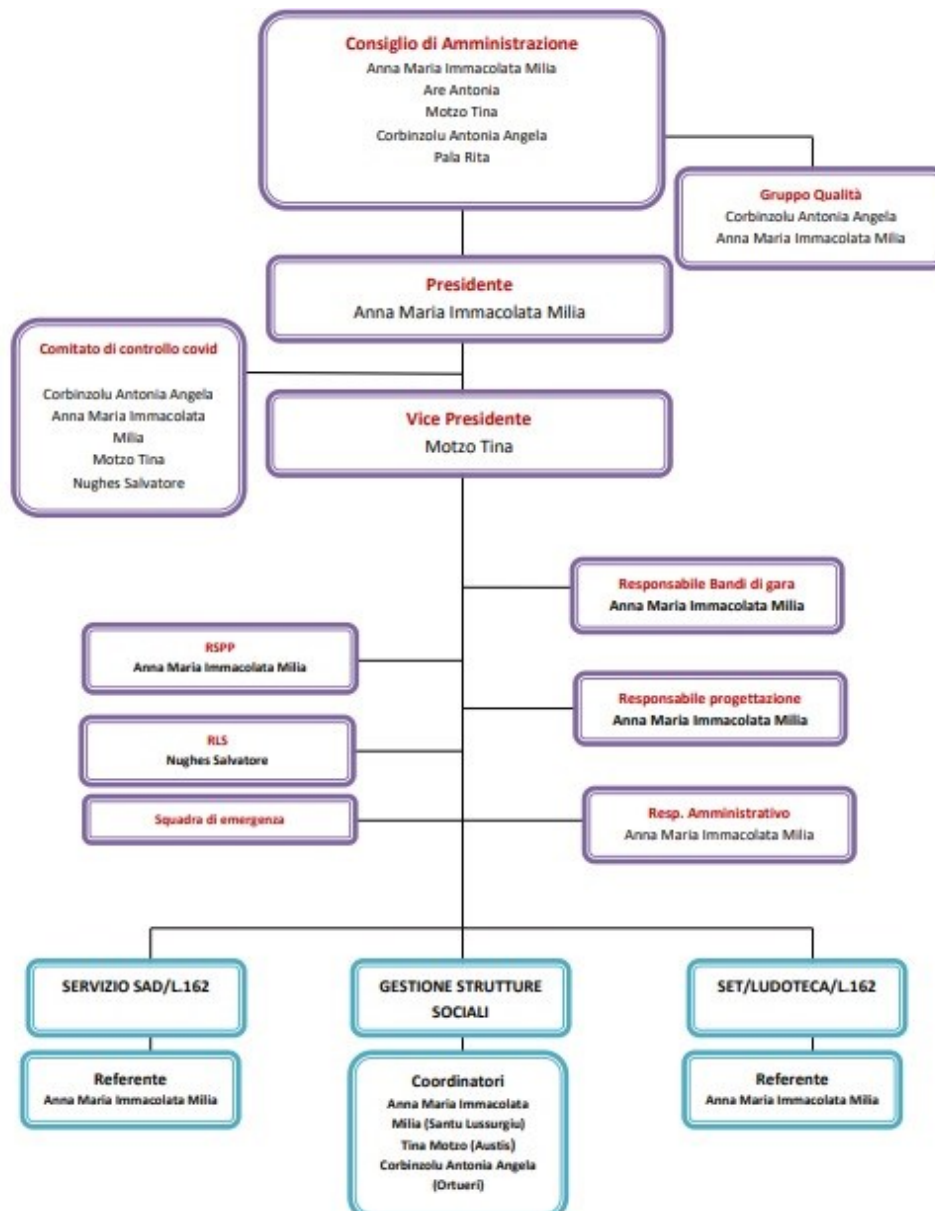 Consiglio di Amministrazione
Anna Maria Immacolata Milia
Are Antonia
Motzo Tina
Corbinzolu Antonia Angela
Pala Rita
Gruppo Qualità
Corbinzolu Antonia Angela
Anna Maria Immacolata Milia
Presidente
Anna Maria Immacolata Milia
Comitato di controllo covid
Corbinzolu Antonia Angela
Anna Maria Immacolata
Milia
Motzo Tina
Nughes Salvatore
Vice Presidente
Motzo Tina
Responsabile Bandi di gara
Anna Maria Immacolata Milia
RSPP
Anna Maria Immacolata Milia
Responsabile progettazione
Anna Maria Immacolata Milia
RLS
Nughes Salvatore
Squadra di emergenza
Resp. Amministrativo
Anna Maria Immacolata Milia
SERVIZIO SAD/L.162
GESTIONE STRUTTURE
SOCIALI
SET/LUDOTECA/L.162
Referente
Anna Maria Immacolata Milia
Coordinatori
Anna Maria Immacolata
Milia (Santu Lussurgiu)
Tina Motzo (Austis)
Corbinzolu Antonia Angela
(Ortueri)
Referente
Anna Maria Immacolata Milia